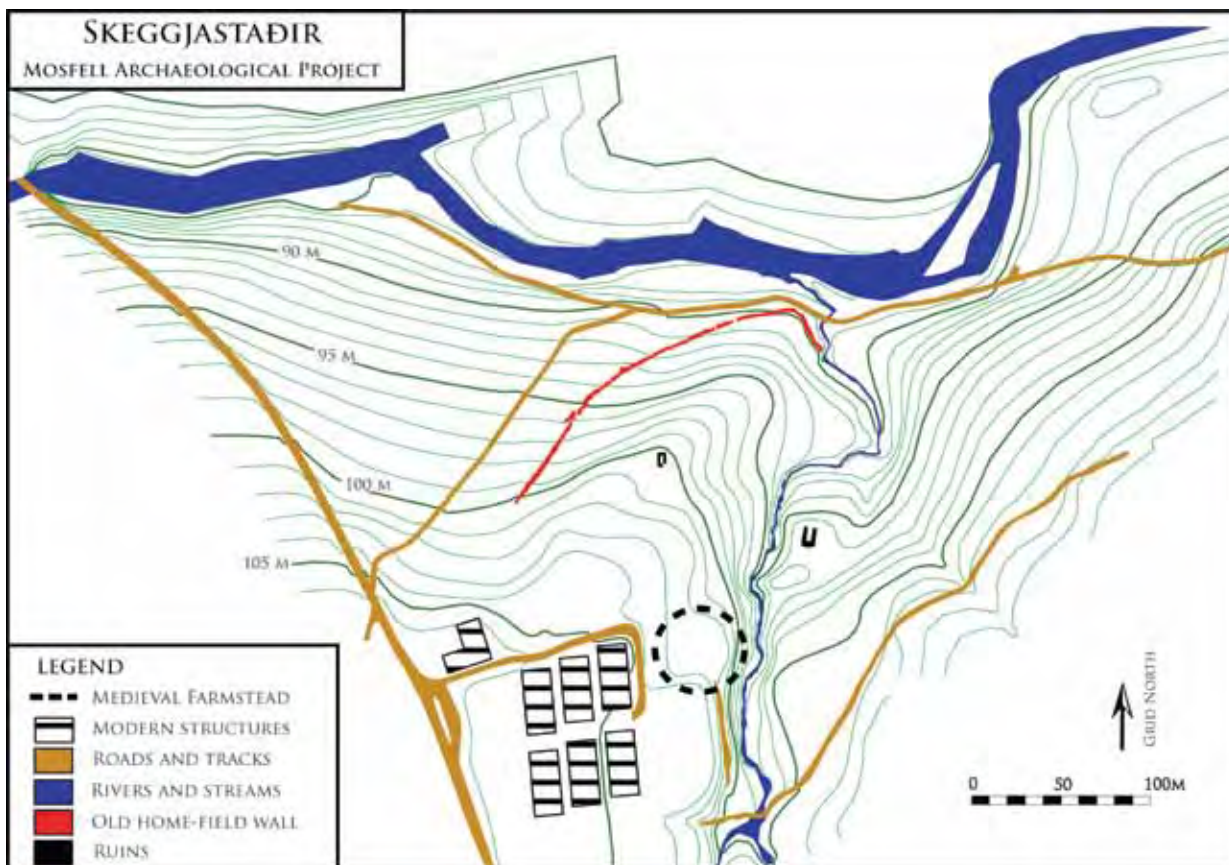 SKEGGJASTAÐIR
MOSFELL ARCHAEOLOGICAL PROJECT
90 M
95 M
100 M
105 M
LEGEND
MEDIEVAL FARMSTEAD
MODERN STRUCTURES
ROADS AND TRACKS
RIVERS AND STREAMS
OLD HOME-FIELD WALL
RUINS
GRID NORTH
0 50 100M